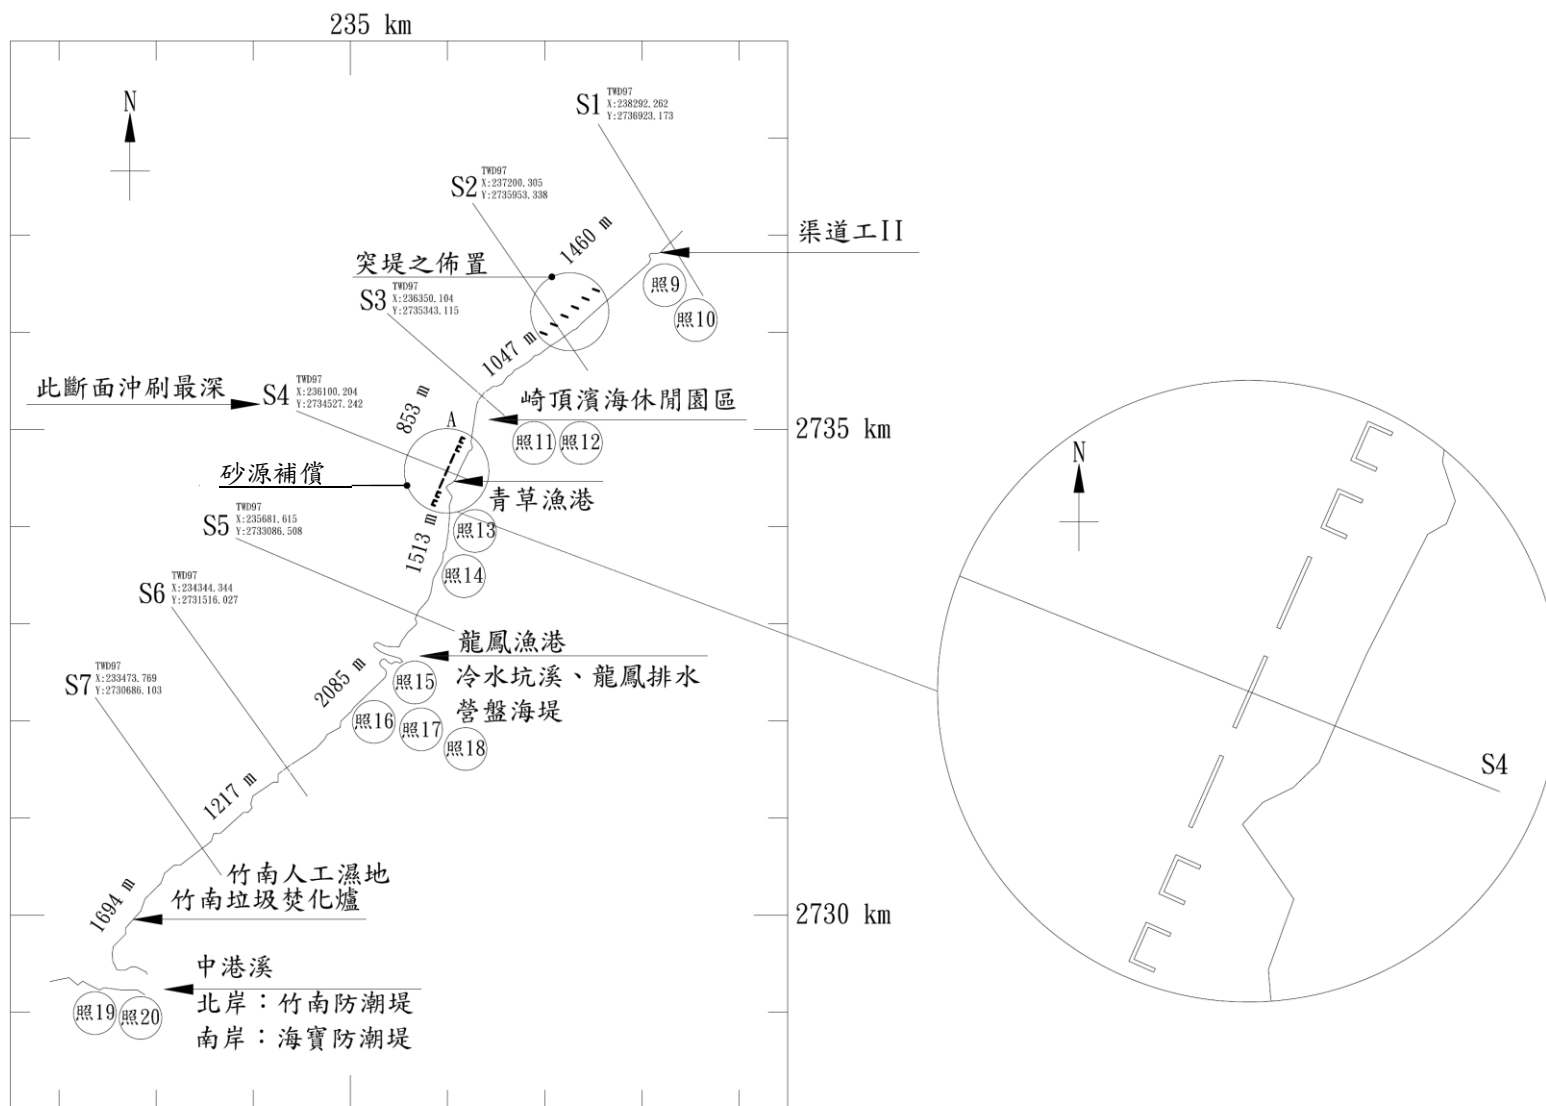 235 km
N
S1
TWD97
X:238292.262
Y:2736923.173
S2
TWD97
X:237200.305
Y:2735953.338
1460 m
渠道工II
突堤之佈置
照9
照10
S3
TWD97
X:236350.104
Y:2735343.115
1047 m
此斷面沖刷最深
S4
TWD97
X:236100.204
Y:2734527.242
853 m
A
崎頂濱海休閒園區
照11
照12
2735 km
砂源補償
青草漁港
S5
TWD97
X:235681.615
Y:2733086.508
1513 m
照13
照14
S6
TWD97
X:234344.344
Y:2731516.027
龍鳳漁港
冷水坑溪、龍鳳排水
營盤海堤
2085 m
照15
照16
照17
照18
S7
TWD97
X:233473.769
Y:2730686.103
1217 m
竹南人工濕地
竹南垃圾焚化爐
1694 m
2730 km
中港溪
北岸：竹南防潮堤
南岸：海寶防潮堤
照19
照20
N
S4